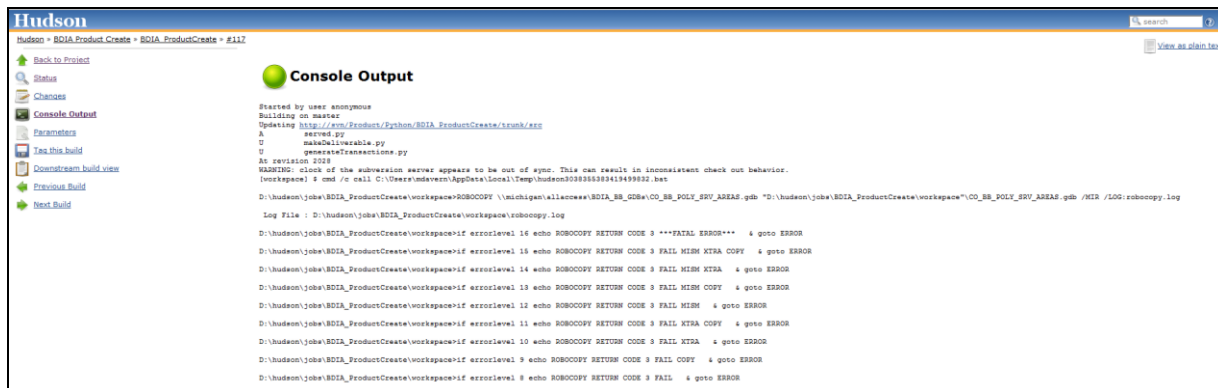 Hudson
search
Hudson » BDIA Product Create » BDIA_ProductCreate » #117
View as plain tex
Back to Project
Status
Changes
Console Output
Parameters
Tag this build
Downstream build view
Previous Build
Next Build
Console Output
Started by user anonymous
Building on master
Updating http://svn/Product/Python/BDIA_ProductCreate/trunk/src
A served.py
U makeDeliverable.py
U generateTransactions.py
At revision 2028
WARNING: clock of the subversion server appears to be out of sync. This can result in inconsistent check out behavior.
[workspace] $ cmd /c call C:\Users\mdavern\AppData\Local\Temp\hudson3038355383419499832.bat
D:\hudson\jobs\BDIA_ProductCreate\workspace>ROBOCOPY \\michigan\allaccess\BDIA_BB_GDBs\CO_BB_POLY_SRV_AREAS.gdb "D:\hudson\jobs\BDIA_ProductCreate\workspace"\CO_BB_POLY_SRV_AREAS.gdb /MIR /LOG:robocopy.log
Log File : D:\hudson\jobs\BDIA_ProductCreate\workspace\robocopy.log
D:\hudson\jobs\BDIA_ProductCreate\workspace>if errorlevel 16 echo ROBOCOPY RETURN CODE 3 ***FATAL ERROR*** & goto ERROR
D:\hudson\jobs\BDIA_ProductCreate\workspace>if errorlevel 15 echo ROBOCOPY RETURN CODE 3 FAIL MISM XTRA COPY & goto ERROR
D:\hudson\jobs\BDIA_ProductCreate\workspace>if errorlevel 14 echo ROBOCOPY RETURN CODE 3 FAIL MISM XTRA & goto ERROR
D:\hudson\jobs\BDIA_ProductCreate\workspace>if errorlevel 13 echo ROBOCOPY RETURN CODE 3 FAIL MISM COPY & goto ERROR
D:\hudson\jobs\BDIA_ProductCreate\workspace>if errorlevel 12 echo ROBOCOPY RETURN CODE 3 FAIL MISM & goto ERROR
D:\hudson\jobs\BDIA_ProductCreate\workspace>if errorlevel 11 echo ROBOCOPY RETURN CODE 3 FAIL XTRA COPY & goto ERROR
D:\hudson\jobs\BDIA_ProductCreate\workspace>if errorlevel 10 echo ROBOCOPY RETURN CODE 3 FAIL XTRA & goto ERROR
D:\hudson\jobs\BDIA_ProductCreate\workspace>if errorlevel 9 echo ROBOCOPY RETURN CODE 3 FAIL COPY & goto ERROR
D:\hudson\jobs\BDIA_ProductCreate\workspace>if errorlevel 8 echo ROBOCOPY RETURN CODE 3 FAIL & goto ERROR